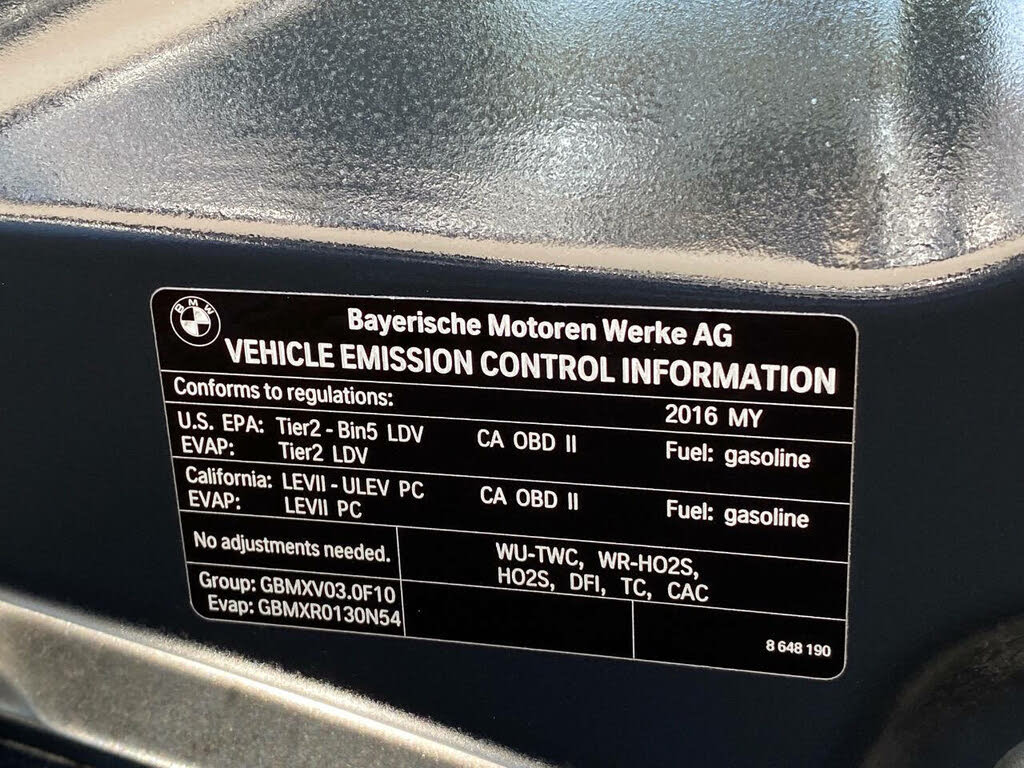 BMW
Bayerische Motoren Werke AG
VEHICLE EMISSION CONTROL INFORMATION
Conforms to regulations: 2016 MY
U.S. EPA: Tier2 - Bin5 LDV CA OBD II Fuel: gasoline
EVAP: Tier2 LDV
California: LEVII - ULEV PC CA OBD II Fuel: gasoline
EVAP: LEVII PC
No adjustments needed.
WU-TWC, WR-HO2S,
HO2S, DFI, TC, CAC
Group: GBMXV03.0F10
Evap: GBMXR0130N54
8 648 190